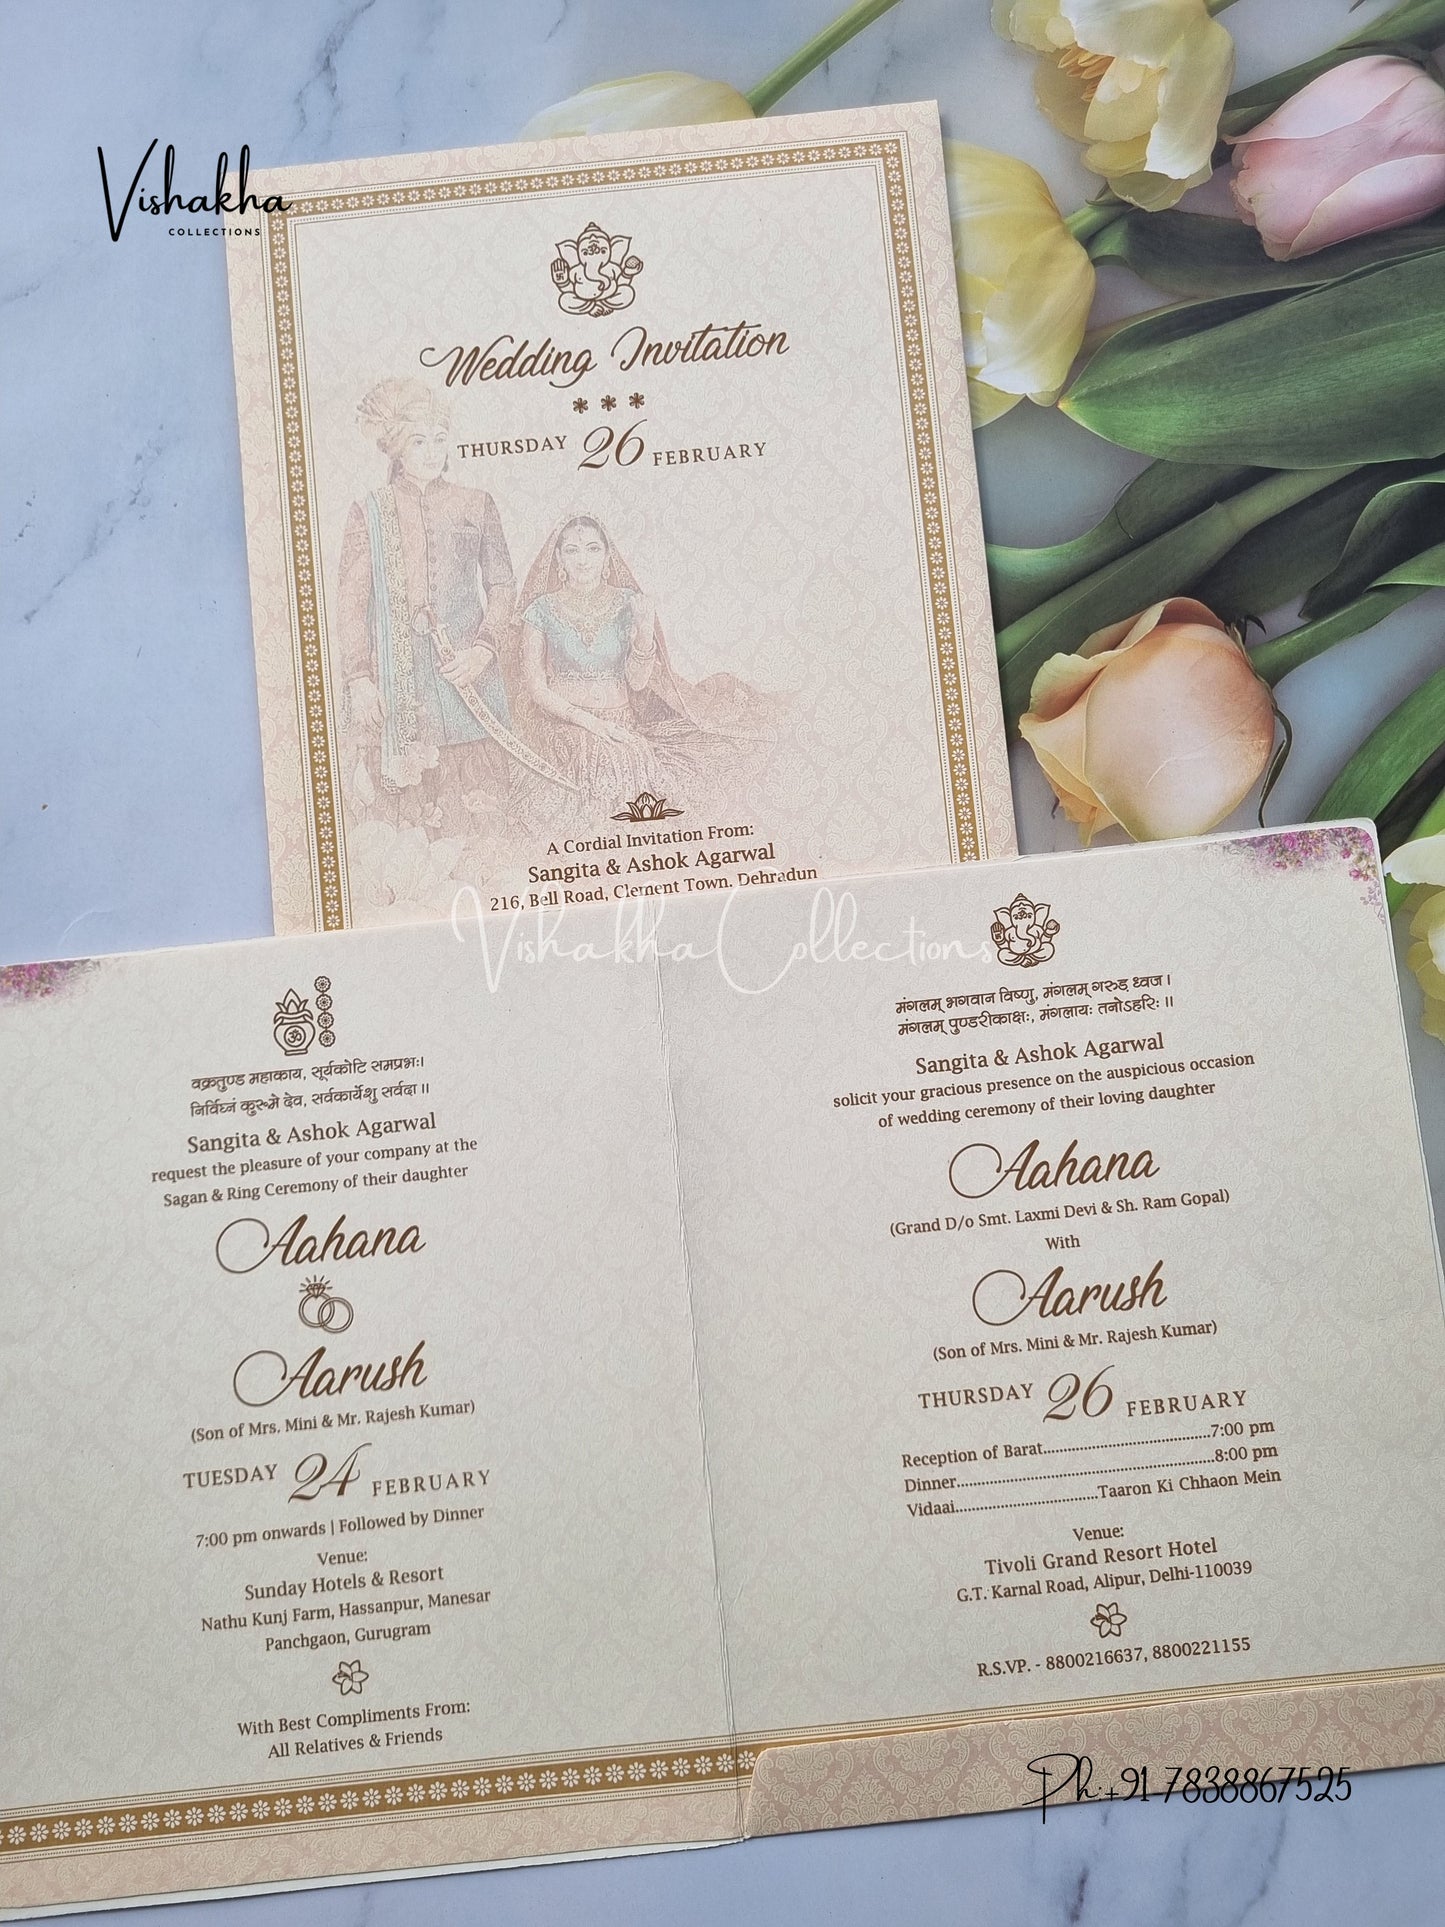 Vishakha
COLLECTIONS
Wedding Invitation
THURSDAY 26 FEBRUARY
A Cordial Invitation From:
Sangita & Ashok Agarwal
216, Bell Road, Clement Town, Dehradun
Vishakha Collections
वक्रतुण्ड महाकाय, सूर्यकोटि समप्रभः।
निर्विघ्नं कुरूमे देव, सर्वकार्येशु सर्वदा॥
Sangita & Ashok Agarwal
request the pleasure of your company at the
Sagan & Ring Ceremony of their daughter
Aahana
Aarush
(Son of Mrs. Mini & Mr. Rajesh Kumar)
TUESDAY 24 FEBRUARY
7:00 pm onwards | Followed by Dinner
Venue:
Sunday Hotels & Resort
Nathu Kunj Farm, Hassanpur, Manesar
Panchgaon, Gurugram
With Best Compliments From:
All Relatives & Friends
मंगलम् भगवान विष्णु, मंगलम् गरुड़ ध्वज।
मंगलम् पुण्डरीकाक्षः, मंगलायः तनोऽहरिः॥
Sangita & Ashok Agarwal
solicit your gracious presence on the auspicious occasion
of wedding ceremony of their loving daughter
Aahana
(Grand D/o Smt. Laxmi Devi & Sh. Ram Gopal)
With
Aarush
(Son of Mrs. Mini & Mr. Rajesh Kumar)
THURSDAY 26 FEBRUARY
Reception of Barat..........................................7:00 pm
Dinner................................................................8:00 pm
Vidaai...................................Taaron Ki Chhaon Mein
Venue:
Tivoli Grand Resort Hotel
G.T. Karnal Road, Alipur, Delhi-110039
R.S.VP. - 8800216637, 8800221155
Ph:+91-7838867525